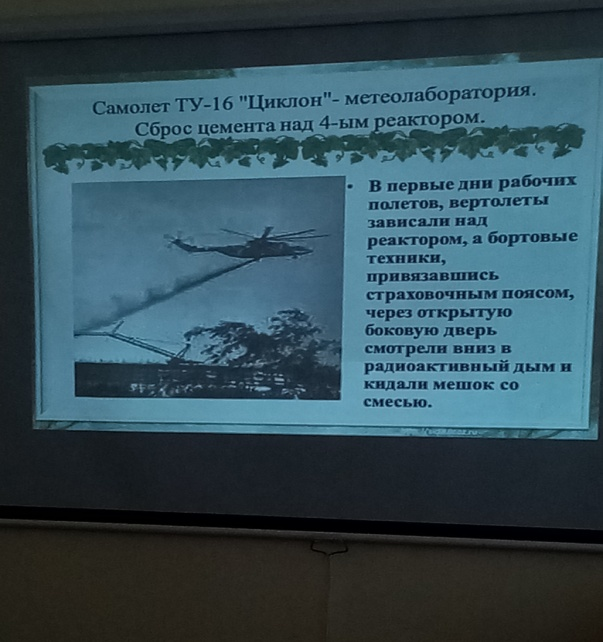 Самолет ТУ-16 "Циклон"- метеолаборатория.
Сброс цемента над 4-ым реактором.
• В первые дни рабочих
полетов, вертолеты
зависали над
реактором, а бортовые
техники,
привязавшись
страховочным поясом,
через открытую
боковую дверь
смотрели вниз в
радиоактивный дым и
кидали мешок со
смесью.